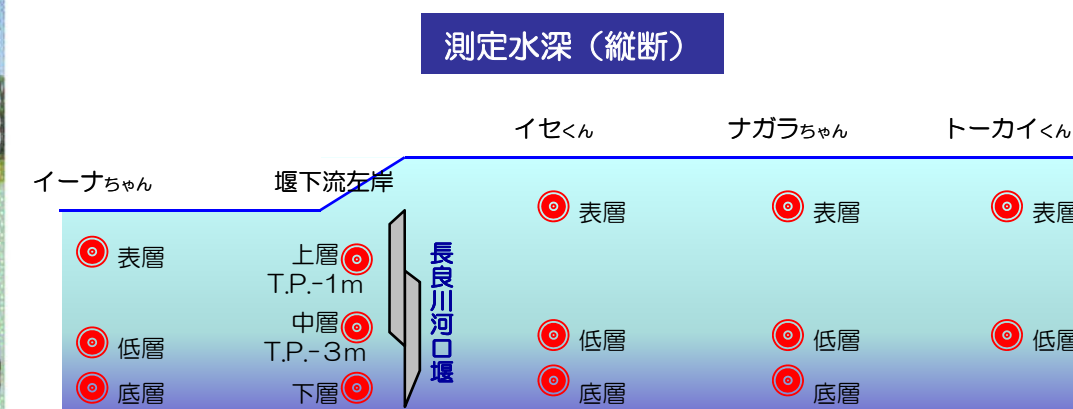 測定水深（縦断）
イセくん
ナガラちゃん
トーカイくん
イーナちゃん
堰下流左岸
表層
表層
表層
表層
上層
T.P.-1m
長良川河口堰
中層
T.P.-3m
低層
低層
低層
低層
底層
下層
底層
底層